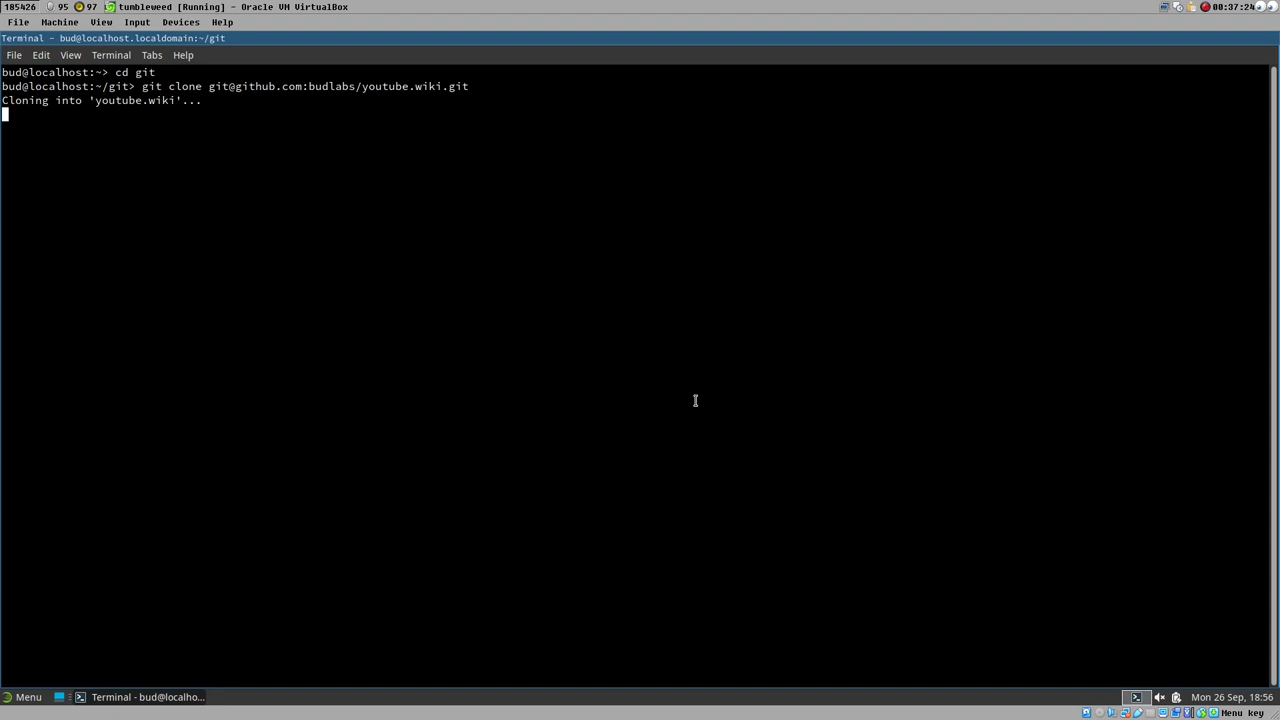 185426 95 97 tumbleweed [Running] - Oracle VM VirtualBox 00:37:24
File Machine View Input Devices Help
Terminal - bud@localhost.localdomain:~/git
File Edit View Terminal Tabs Help
bud@localhost:~> cd git
bud@localhost:~/git> git clone git@github.com:budlabs/youtube.wiki.git
Cloning into 'youtube.wiki'...
Menu Terminal - bud@localho... Mon 26 Sep, 18:56
Menu key